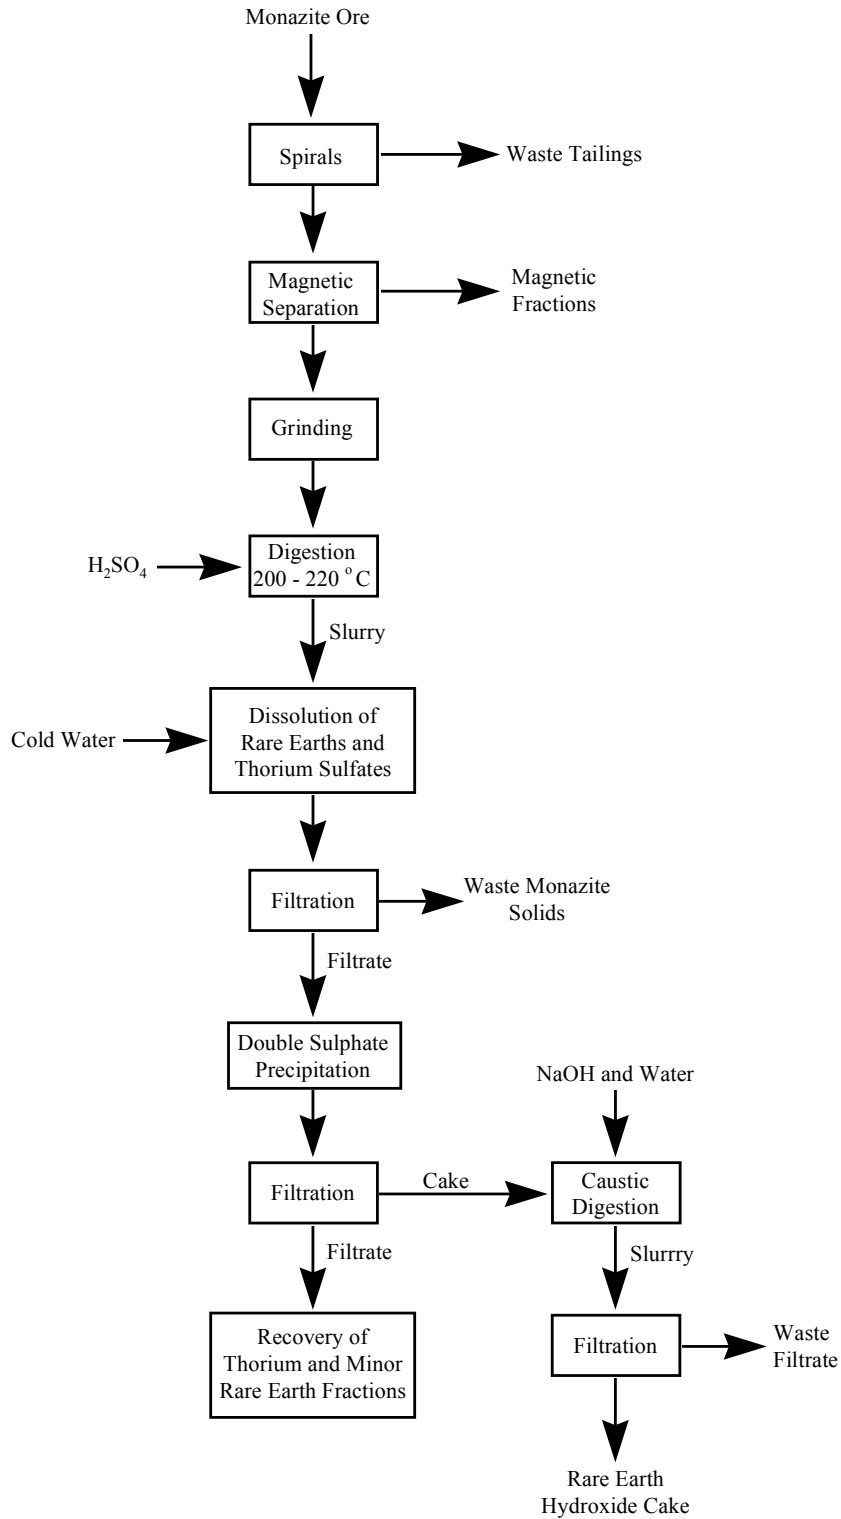 Monazite Ore
Spirals
Waste Tailings
Magnetic
Separation
Magnetic
Fractions
Grinding
H₂SO₄
Digestion
200 - 220 °C
Slurry
Cold Water
Dissolution of
Rare Earths and
Thorium Sulfates
Filtration
Waste Monazite
Solids
Filtrate
Double Sulphate
Precipitation
NaOH and Water
Filtration
Cake
Caustic
Digestion
Filtrate
Slurrry
Recovery of
Thorium and Minor
Rare Earth Fractions
Filtration
Waste
Filtrate
Rare Earth
Hydroxide Cake